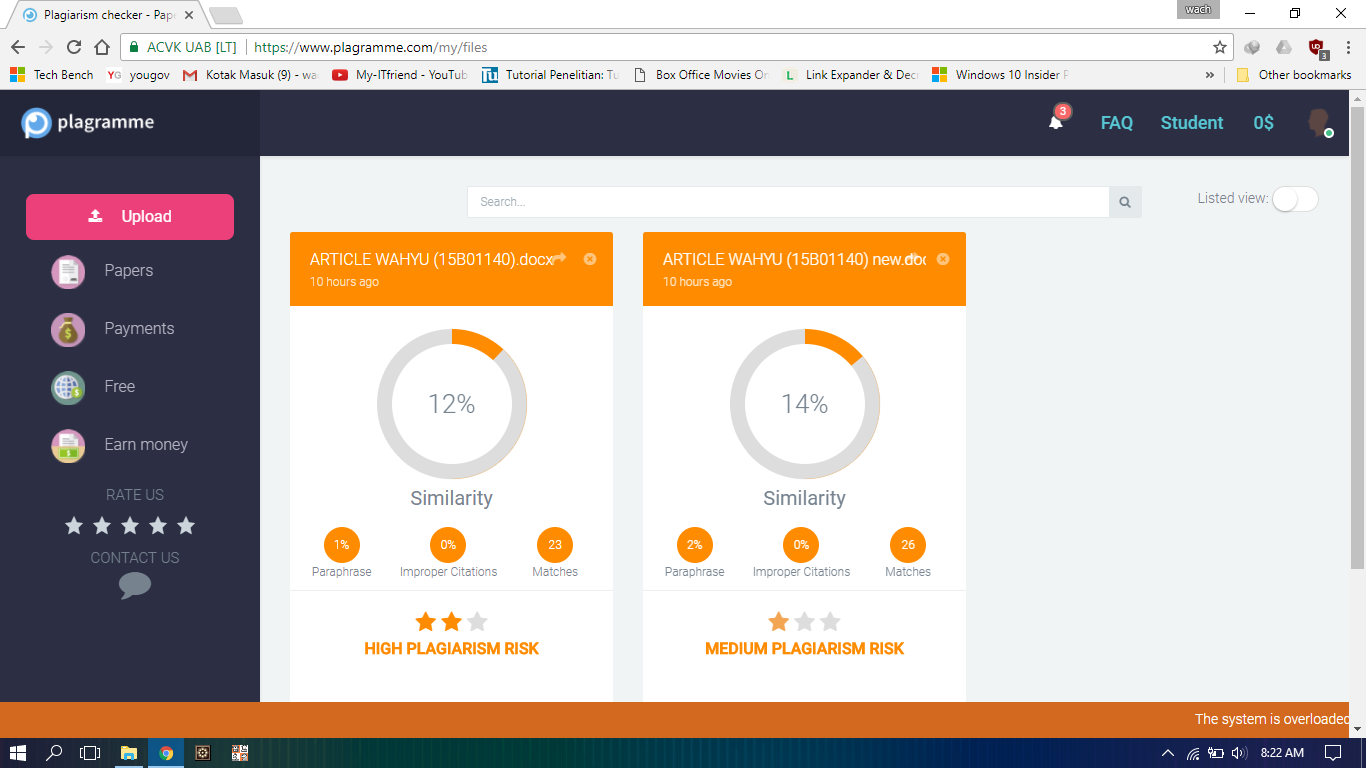 wach
Plagiarism checker - Pape
ACVK UAB [LT] https://www.plagramme.com/my/files
Tech Bench yougov Kotak Masuk (9) - wa My-ITfriend - YouTub Tutorial Penelitian: Tu Box Office Movies On Link Expander & Dec Windows 10 Insider P » Other bookmarks
3
plagramme
3 FAQ Student 0$
Upload
Papers
Payments
Free
Earn money
RATE US
CONTACT US
Search...
Listed view:
ARTICLE WAHYU (15B01140).docx
10 hours ago
12%
Similarity
1% 0% 23
Paraphrase Improper Citations Matches
HIGH PLAGIARISM RISK
ARTICLE WAHYU (15B01140) new.doc
10 hours ago
14%
Similarity
2% 0% 26
Paraphrase Improper Citations Matches
MEDIUM PLAGIARISM RISK
The system is overloaded
8:22 AM